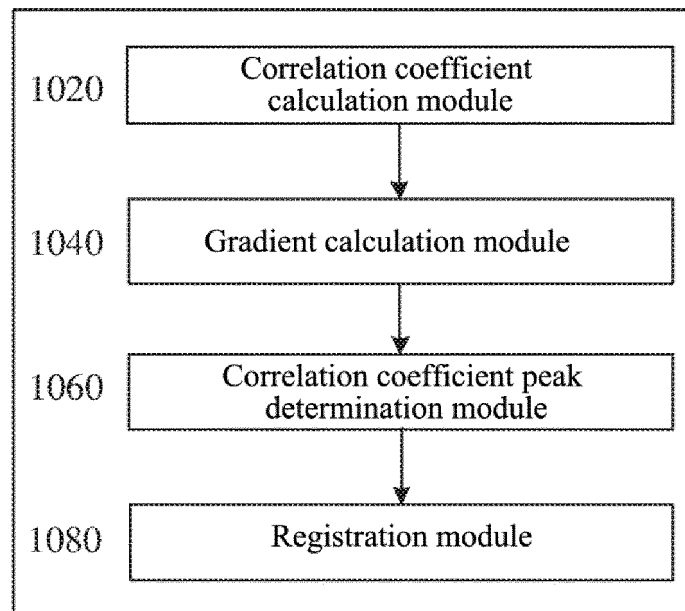 1020
Correlation coefficient
calculation module
1040
Gradient calculation module
1060
Correlation coefficient peak
determination module
1080
Registration module